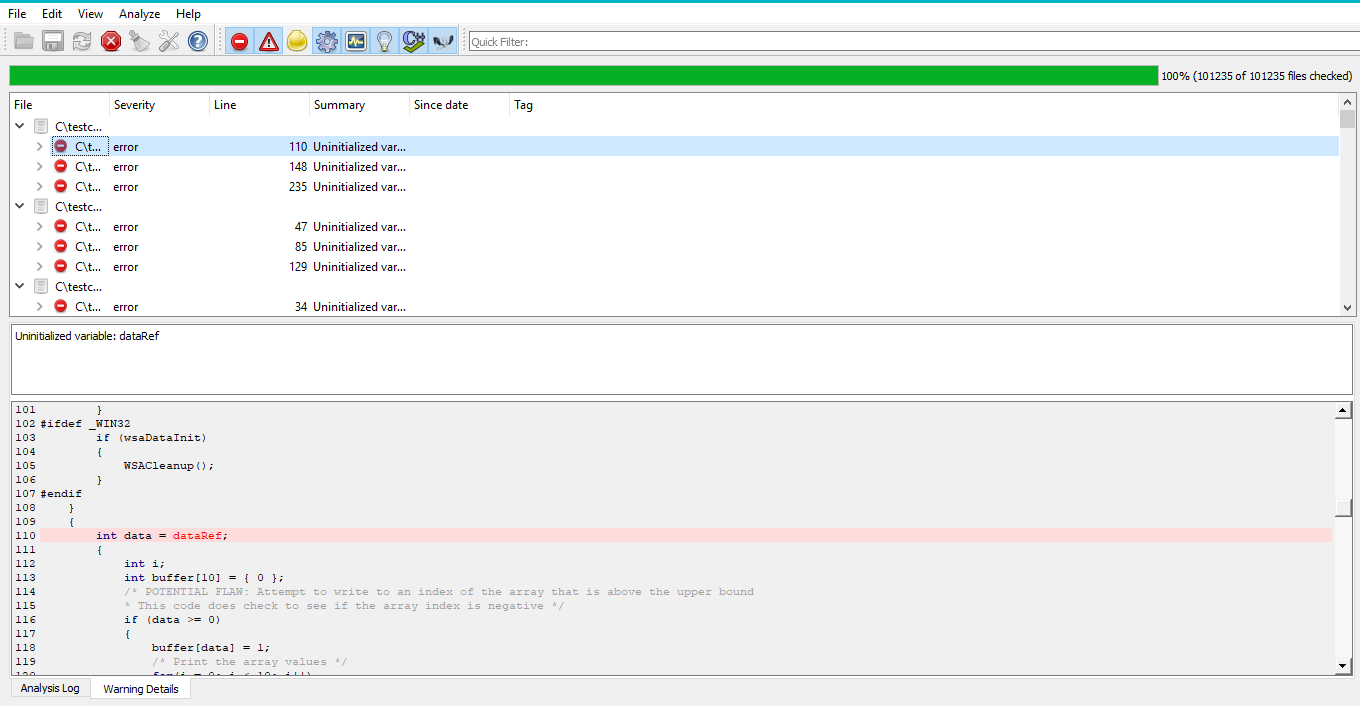 File Edit View Analyze Help
Quick Filter:
100% (101235 of 101235 files checked)
File Severity Line Summary Since date Tag
C\testc...
C\t... error 110 Uninitialized var...
C\t... error 148 Uninitialized var...
C\t... error 235 Uninitialized var...
C\testc...
C\t... error 47 Uninitialized var...
C\t... error 85 Uninitialized var...
C\t... error 129 Uninitialized var...
C\testc...
C\t... error 34 Uninitialized var...
Uninitialized variable: dataRef
101 }
102 #ifdef _WIN32
103 if (wsaDataInit)
104 {
105 WSACleanup();
106 }
107 #endif
108 }
109 {
110 int data = dataRef;
111 {
112 int i;
113 int buffer[10] = { 0 };
114 /* POTENTIAL FLAW: Attempt to write to an index of the array that is above the upper bound
115 * This code does check to see if the array index is negative */
116 if (data >= 0)
117 {
118 buffer[data] = 1;
119 /* Print the array values */
120 for(i = 0; i < 10; i++)
Analysis Log Warning Details